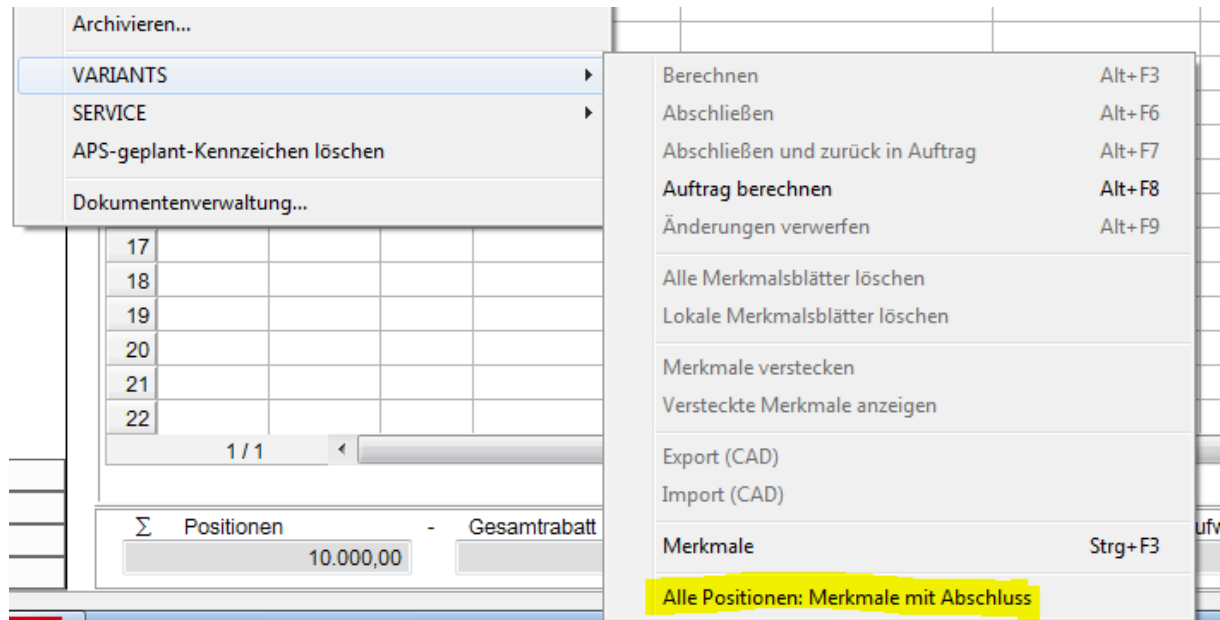 Archivieren...
VARIANTS
SERVICE
APS-geplant-Kennzeichen löschen
Dokumentenverwaltung...
Berechnen Alt+F3
Abschließen Alt+F6
Abschließen und zurück in Auftrag Alt+F7
Auftrag berechnen Alt+F8
Änderungen verwerfen Alt+F9
Alle Merkmalsblätter löschen
Lokale Merkmalsblätter löschen
Merkmale verstecken
Versteckte Merkmale anzeigen
Export (CAD)
Import (CAD)
Merkmale Strg+F3
Alle Positionen: Merkmale mit Abschluss
17
18
19
20
21
22
1 / 1
Σ Positionen - Gesamtrabatt
10.000,00